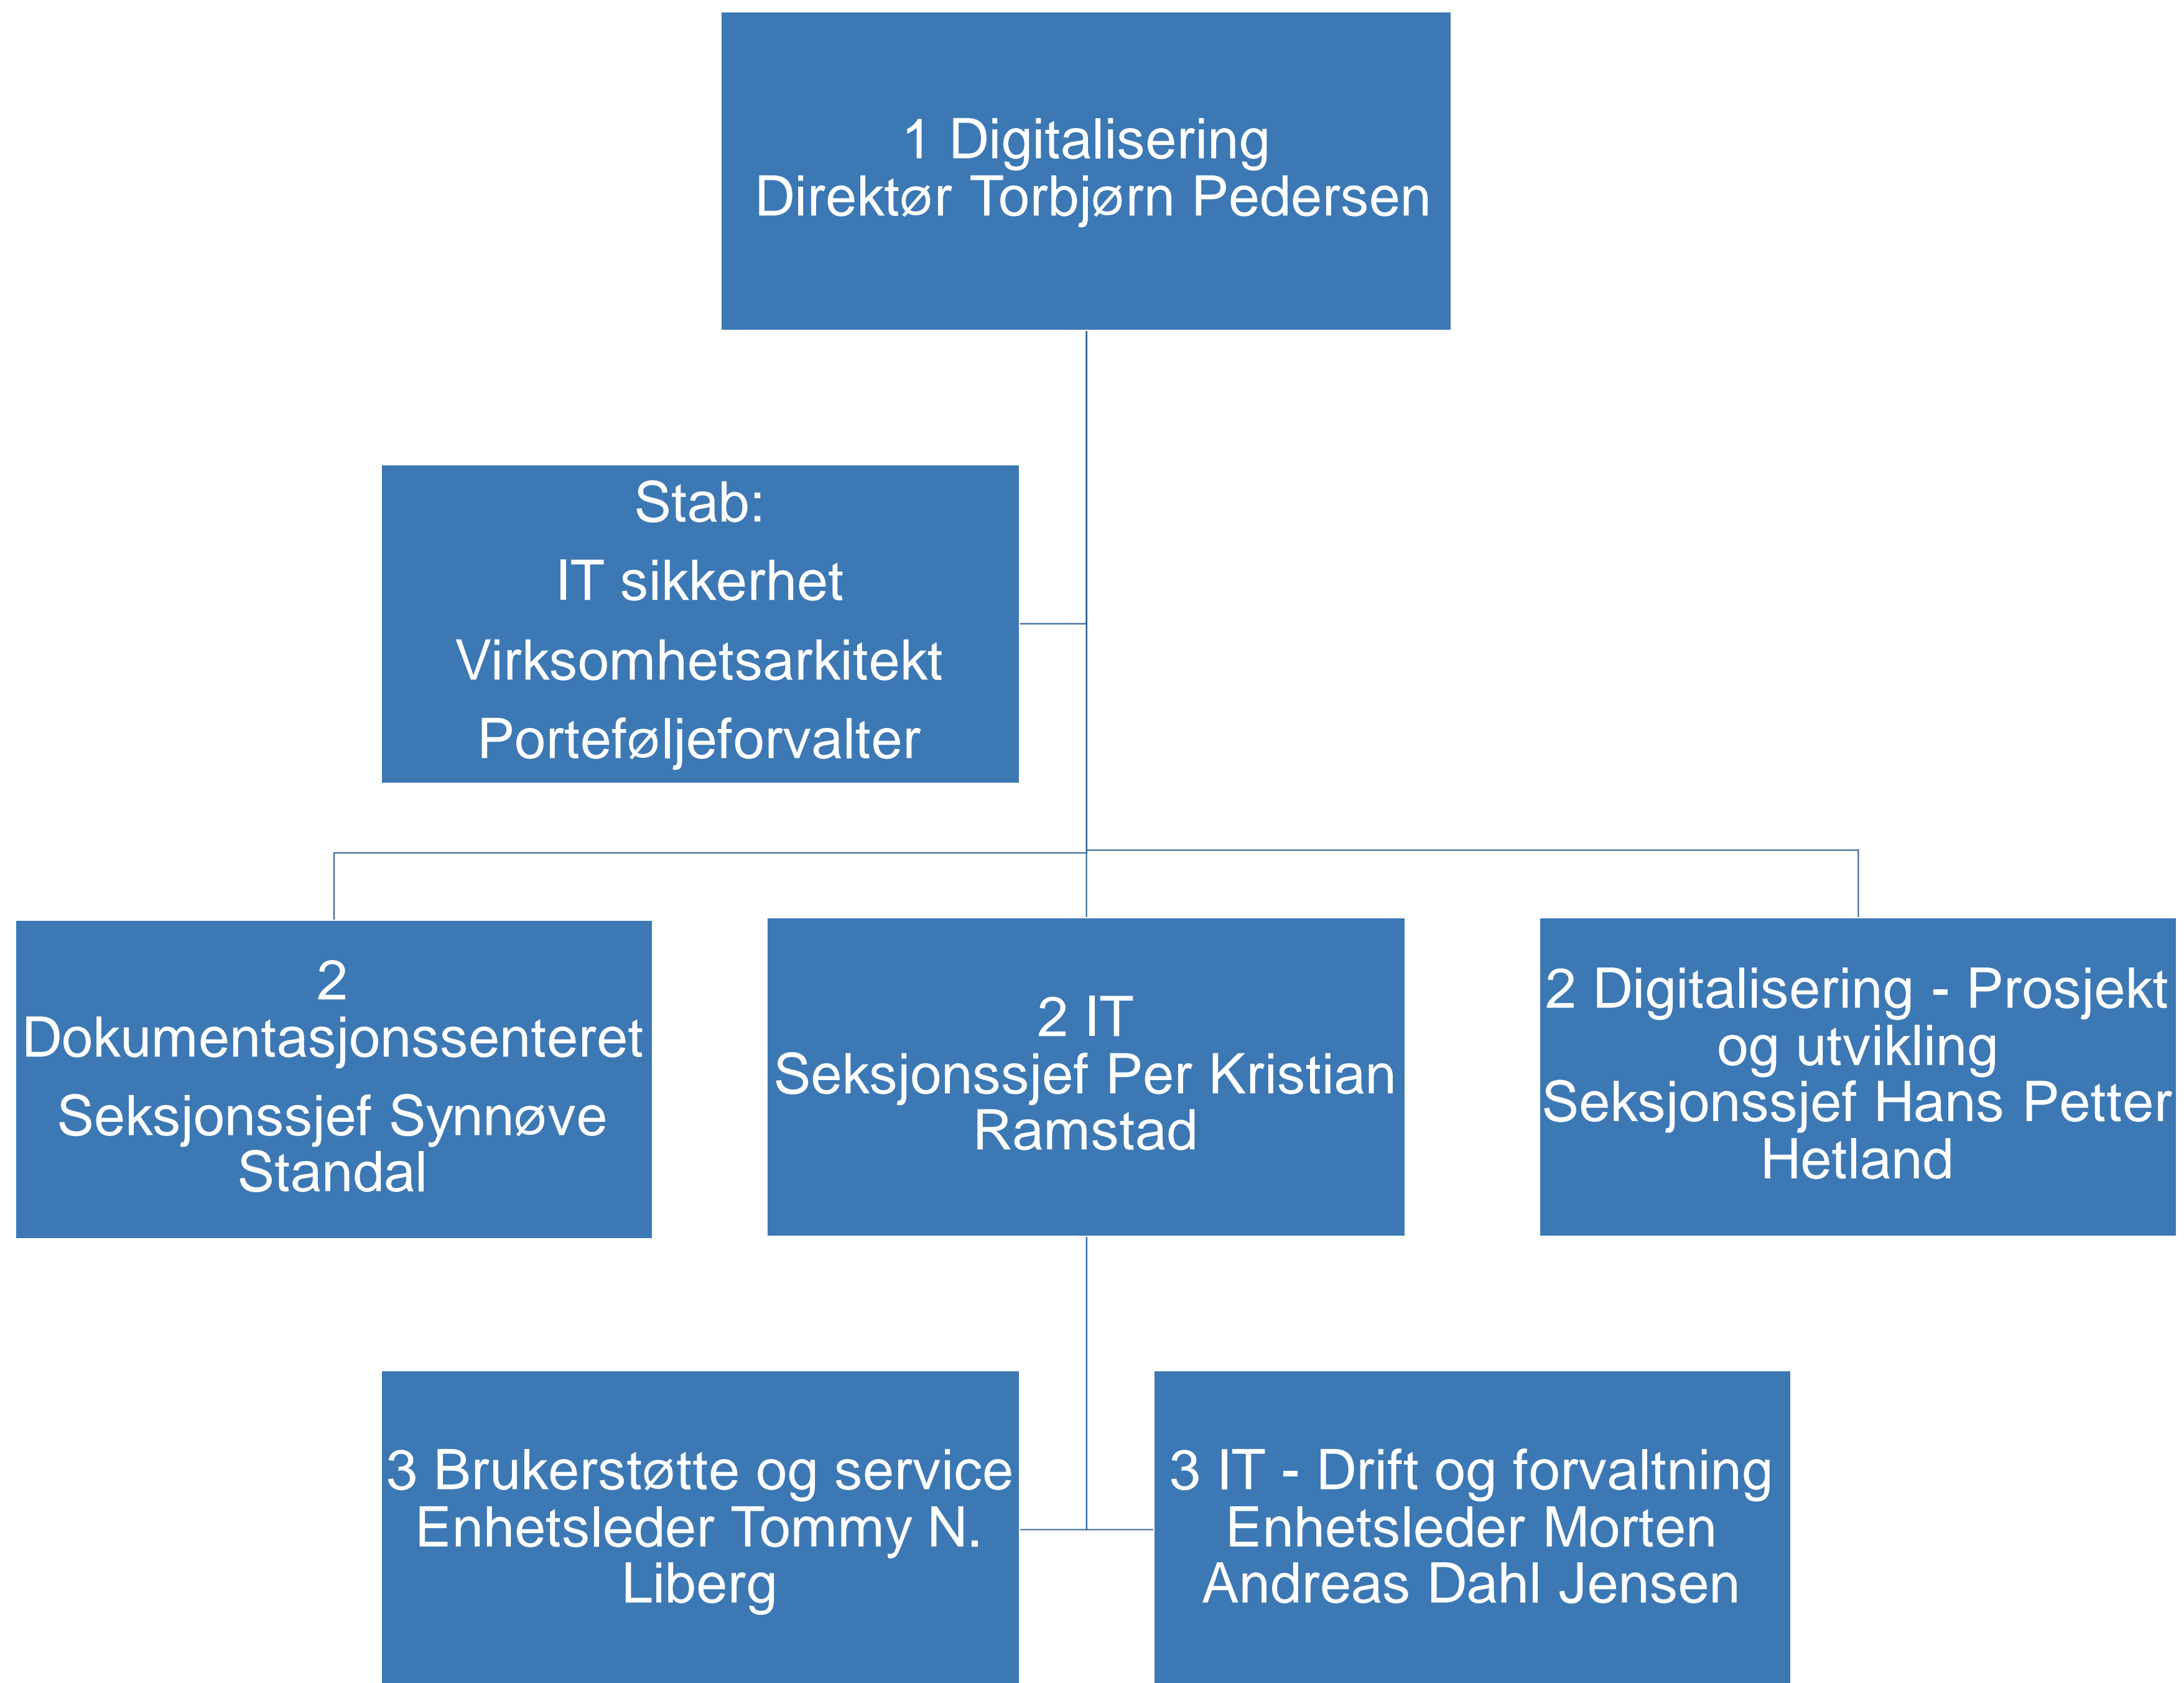 1 Digitalisering
Direktør Torbjørn Pedersen
Stab:
IT sikkerhet
Virksomhetsarkitekt
Porteføljeforvalter
2
Dokumentasjonssenteret
Seksjonssjef Synnøve
Standal
2 IT
Seksjonssjef Per Kristian
Ramstad
2 Digitalisering - Prosjekt
og utvikling
Seksjonssjef Hans Petter
Hetland
3 Brukerstøtte og service
Enhetsleder Tommy N.
Liberg
3 IT - Drift og forvaltning
Enhetsleder Morten
Andreas Dahl Jensen